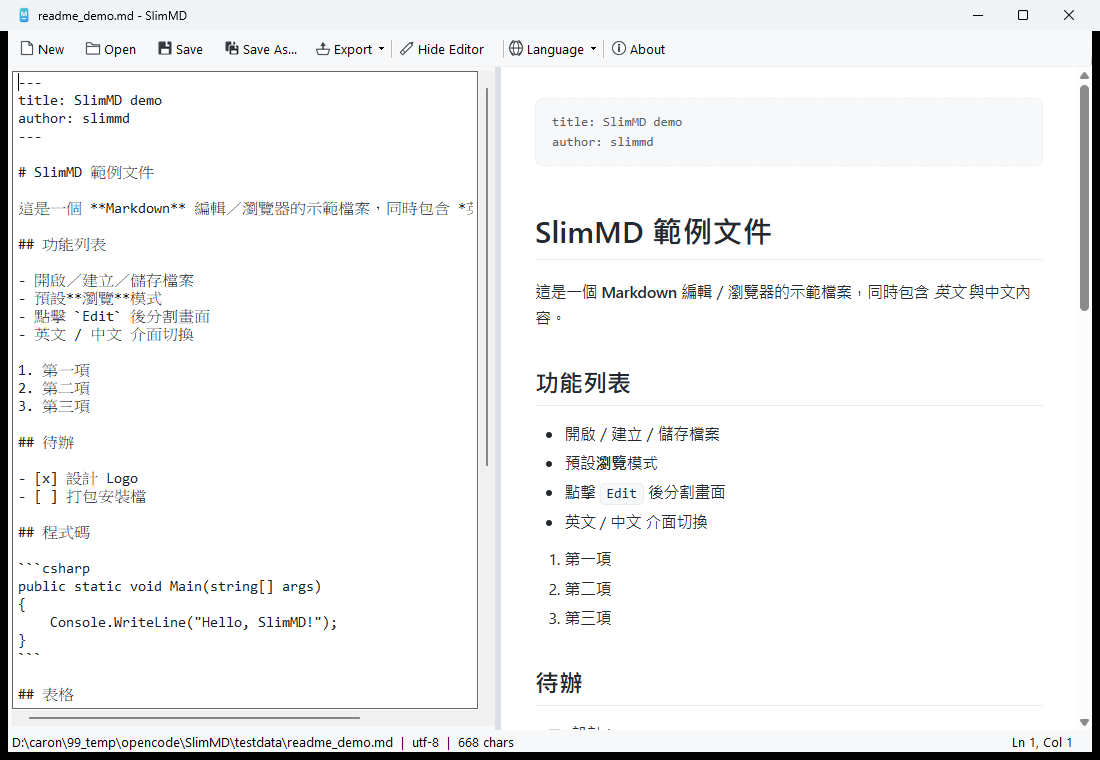 readme_demo.md - SlimMD
New Open Save Save As... Export Hide Editor Language About
---
title: SlimMD demo
author: slimmd
---
# SlimMD 範例文件
這是一個 **Markdown** 編輯／瀏覽器的示範檔案，同時包含 *英
## 功能列表
- 開啟／建立／儲存檔案
- 預設**瀏覽**模式
- 點擊 `Edit` 後分割畫面
- 英文 / 中文 介面切換
1. 第一項
2. 第二項
3. 第三項
## 待辦
- [x] 設計 Logo
- [ ] 打包安裝檔
## 程式碼
```csharp
public static void Main(string[] args)
{
    Console.WriteLine("Hello, SlimMD!");
}
```
## 表格
title: SlimMD demo
author: slimmd
SlimMD 範例文件
這是一個 Markdown 編輯 / 瀏覽器的示範檔案，同時包含 英文 與中文內
容。
功能列表
• 開啟 / 建立 / 儲存檔案
• 預設瀏覽模式
• 點擊 Edit 後分割畫面
• 英文 / 中文 介面切換
1. 第一項
2. 第二項
3. 第三項
待辦
D:\caron\99_temp\opencode\SlimMD\testdata\readme_demo.md | utf-8 | 668 chars
Ln 1, Col 1